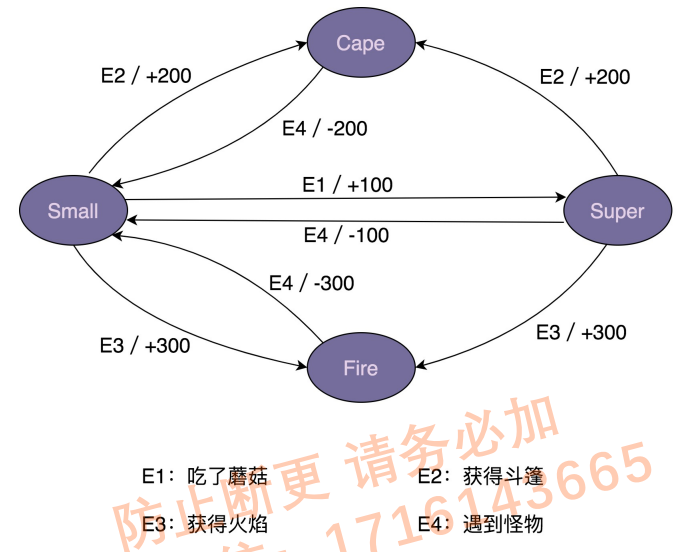 Cape
E2 / +200
E2 / +200
E4 / -200
E1 / +100
Small
Super
E4 / -100
E4 / -300
E3 / +300
E3 / +300
Fire
防止断更 请务必加
E1：吃了蘑菇
E2：获得斗篷
1716143665
E3：获得火焰
E4：遇到怪物